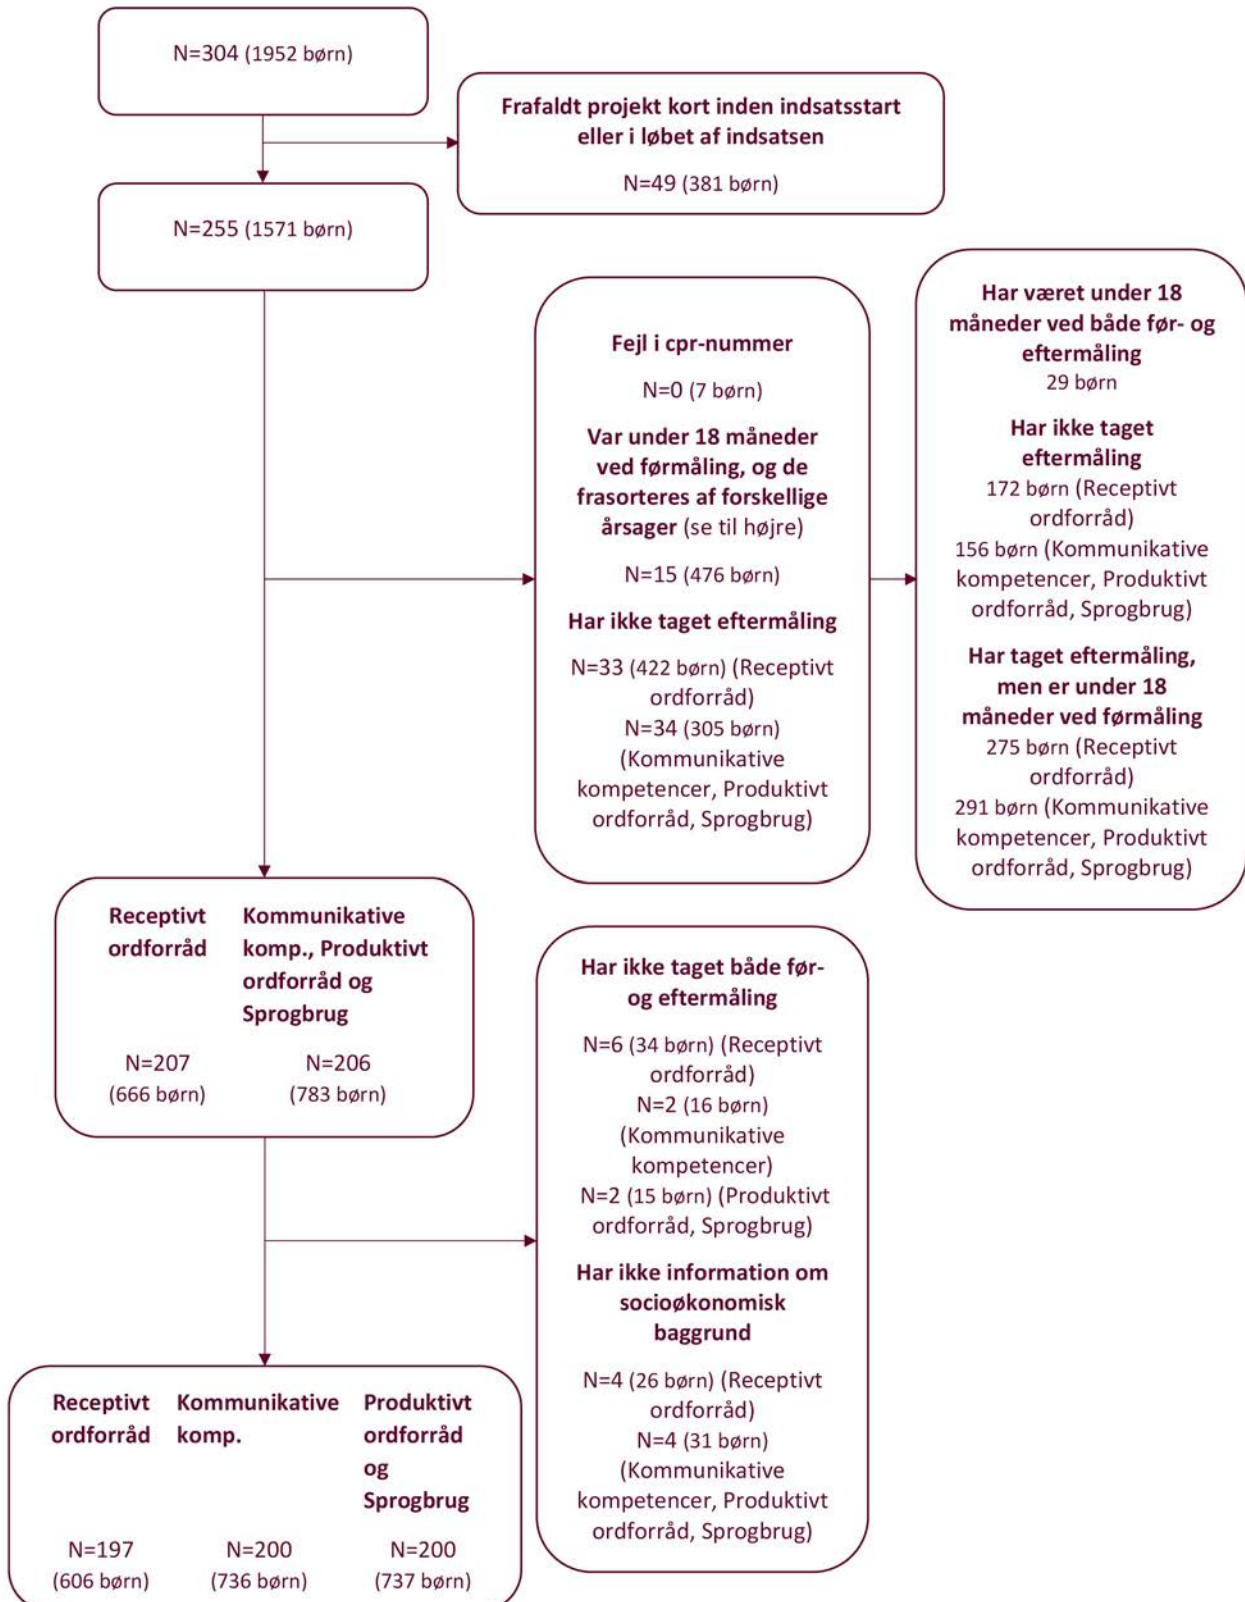 N=304 (1952 børn)
Frafaldt projekt kort inden indsatsstart
eller i løbet af indsatsen
N=49 (381 børn)
N=255 (1571 børn)
Fejl i cpr-nummer
N=0 (7 børn)
Var under 18 måneder
ved førmåling, og de
frasorteres af forskellige
årsager (se til højre)
N=15 (476 børn)
Har ikke taget eftermåling
N=33 (422 børn) (Receptivt
ordforråd)
N=34 (305 børn)
(Kommunikative
kompetencer, Produktivt
ordforråd, Sprogbrug)
Har været under 18
måneder ved både før- og
eftermåling
29 børn
Har ikke taget
eftermåling
172 børn (Receptivt
ordforråd)
156 børn (Kommunikative
kompetencer, Produktivt
ordforråd, Sprogbrug)
Har taget eftermåling,
men er under 18
måneder ved førmåling
275 børn (Receptivt
ordforråd)
291 børn (Kommunikative
kompetencer, Produktivt
ordforråd, Sprogbrug)
Receptivt
ordforråd
N=207
(666 børn)
Kommunikative
komp., Produktivt
ordforråd og
Sprogbrug
N=206
(783 børn)
Har ikke taget både før-
og eftermåling
N=6 (34 børn) (Receptivt
ordforråd)
N=2 (16 børn)
(Kommunikative
kompetencer)
N=2 (15 børn) (Produktivt
ordforråd, Sprogbrug)
Har ikke information om
socioøkonomisk
baggrund
N=4 (26 børn) (Receptivt
ordforråd)
N=4 (31 børn)
(Kommunikative
kompetencer, Produktivt
ordforråd, Sprogbrug)
Receptivt
ordforråd
N=197
(606 børn)
Kommunikative
komp.
N=200
(736 børn)
Produktivt
ordforråd
og
Sprogbrug
N=200
(737 børn)